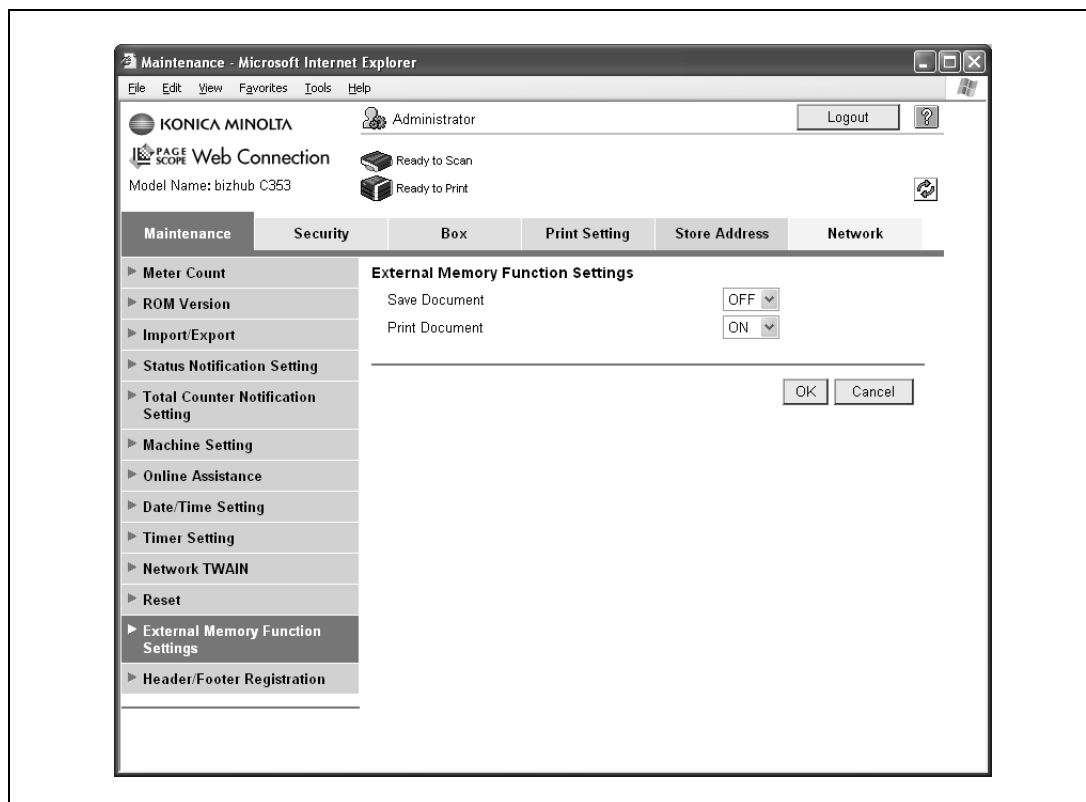 Maintenance - Microsoft Internet Explorer
File Edit View Favorites Tools Help
KONICA MINOLTA
Administrator
Logout
?
PAGE SCOPE Web Connection
Ready to Scan
Model Name: bizhub C353
Ready to Print
Maintenance Security Box Print Setting Store Address Network
Meter Count
ROM Version
Import/Export
Status Notification Setting
Total Counter Notification
Setting
Machine Setting
Online Assistance
Date/Time Setting
Timer Setting
Network TWAIN
Reset
External Memory Function
Settings
Header/Footer Registration
External Memory Function Settings
Save Document OFF
Print Document ON
OK Cancel